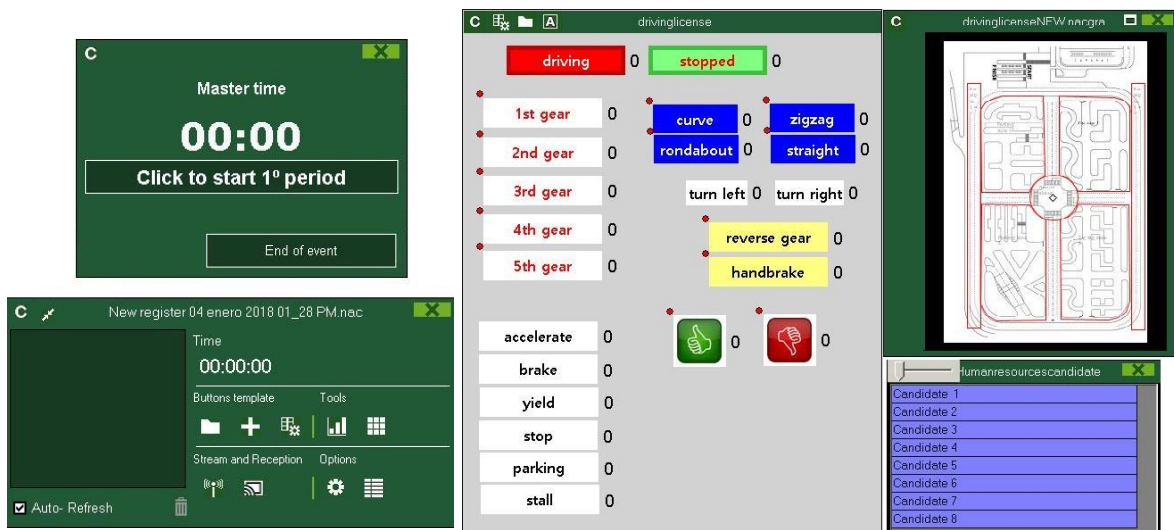 C
Master time
00:00
Click to start 1º period
End of event
C New register 04 enero 2018 01_28 PM.nac
Time
00:00:00
Buttons template Tools
Stream and Reception Options
Auto- Refresh
C A drivinglicense
driving 0 stopped 0
1st gear 0
2nd gear 0
3rd gear 0
4th gear 0
5th gear 0
curve 0 zigzag 0
rondabout 0 straight 0
turn left 0 turn right 0
reverse gear 0
handbrake 0
0 0
accelerate 0
brake 0
yield 0
stop 0
parking 0
stall 0
C drivinglicenseNEW.nacgra
START
FINISH
Humanresourcescandidate
Candidate 1
Candidate 2
Candidate 3
Candidate 4
Candidate 5
Candidate 6
Candidate 7
Candidate 8